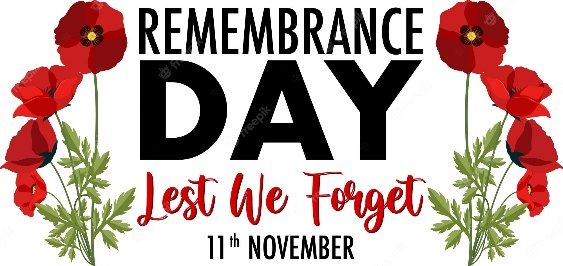 REMEMBRANCE
DAY
Lest We Forget
11th NOVEMBER